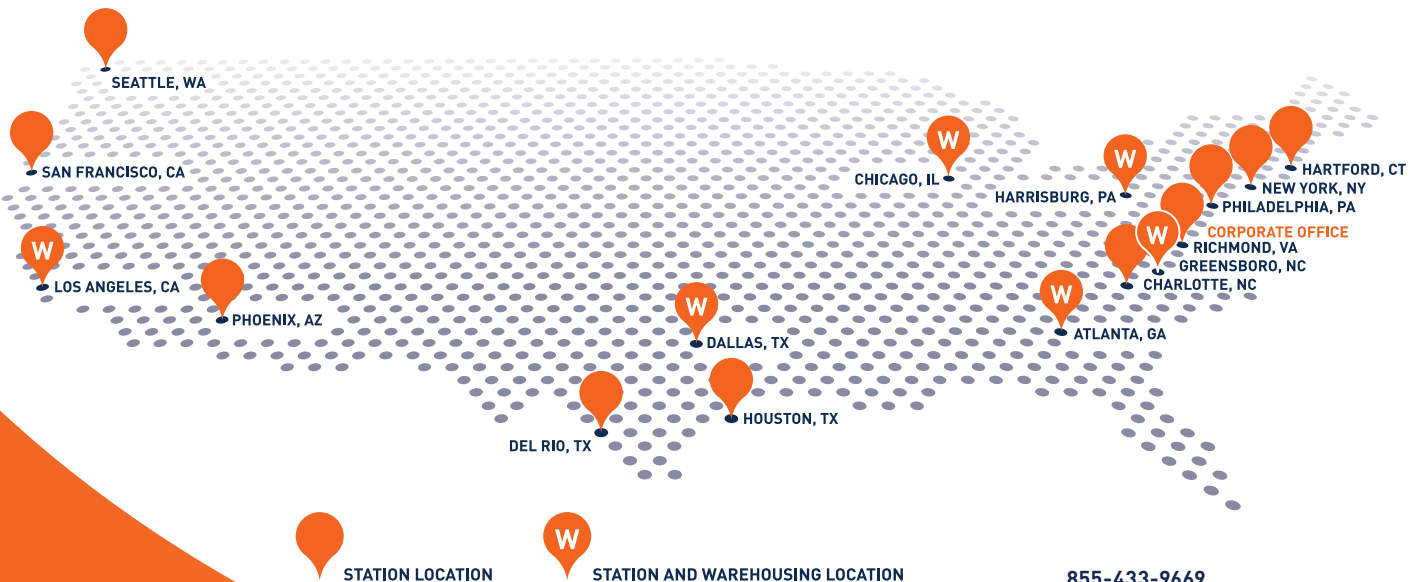 SEATTLE, WA
SAN FRANCISCO, CA
W
CHICAGO, IL
W
HARRISBURG, PA
HARTFORD, CT
NEW YORK, NY
PHILADELPHIA, PA
CORPORATE OFFICE
RICHMOND, VA
W
GREENSBORO, NC
CHARLOTTE, NC
W
LOS ANGELES, CA
PHOENIX, AZ
W
DALLAS, TX
W
ATLANTA, GA
HOUSTON, TX
DEL RIO, TX
STATION LOCATION
W
STATION AND WAREHOUSING LOCATION
855-433-9669